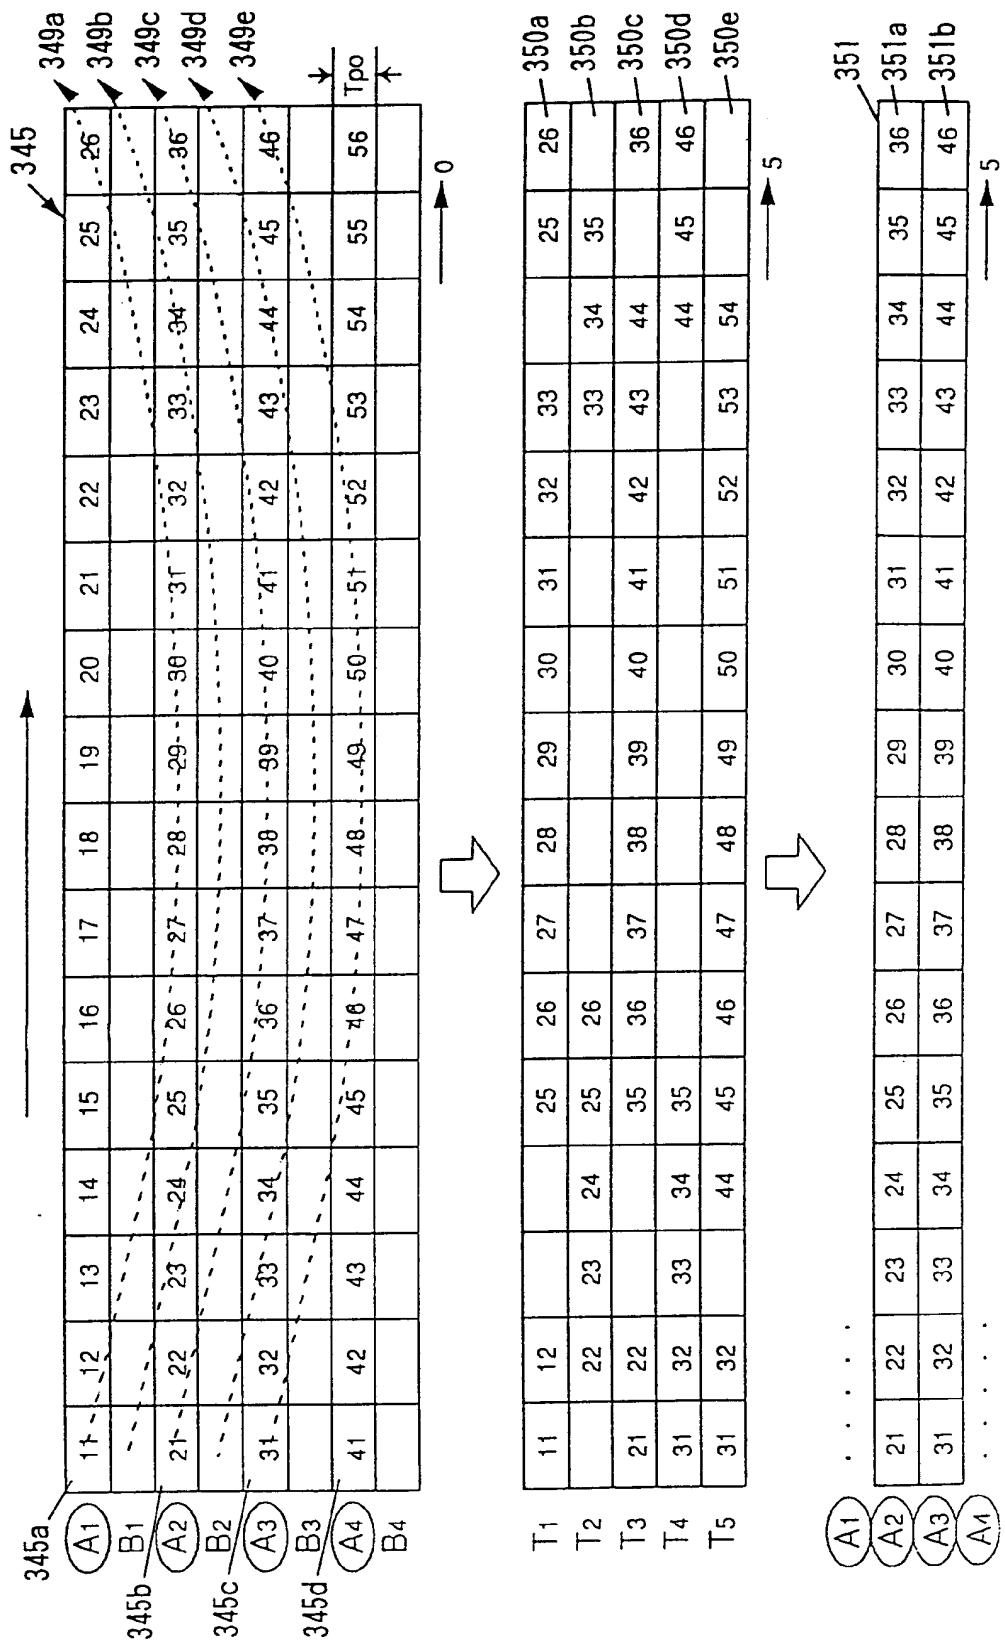 345
349a
349b
349c
349d
349e
345a
A1 11 12 13 14 15 16 17 18 19 20 21 22 23 24 25 26
B1
345b
A2 21 22 23 24 25 26 27 28 29 30 31 32 33 34 35 36
B2
345c
A3 31 32 33 34 35 36 37 38 39 40 41 42 43 44 45 46
B3
345d
A4 41 42 43 44 45 46 47 48 49 50 51 52 53 54 55 56 Tpo
B4
0
T1 11 12 25 26 27 28 29 30 31 32 33 25 26 350a
T2 22 23 24 25 26 33 34 35 350b
T3 21 22 35 36 37 38 39 40 41 42 43 44 36 350c
T4 31 32 33 34 35 44 45 46 350d
T5 31 32 44 45 46 47 48 49 50 51 52 53 54 350e
5
351
A1 . . . .
A2 21 22 23 24 25 26 27 28 29 30 31 32 33 34 35 36 351a
A3 31 32 33 34 35 36 37 38 39 40 41 42 43 44 45 46 351b
A4 . . . .
5